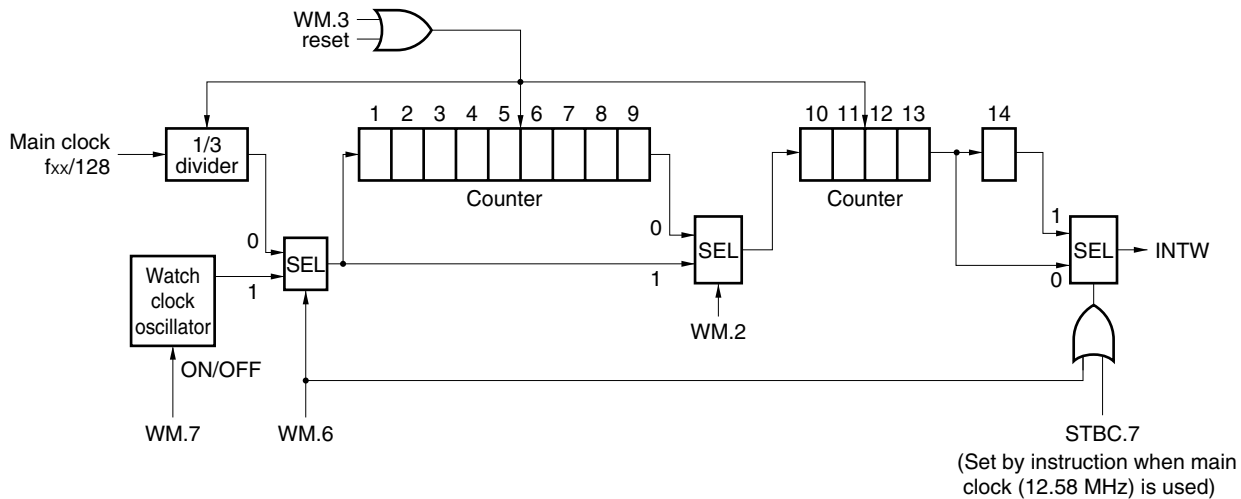 WM.3
reset
1 2 3 4 5 6 7 8 9
10 11 12 13
14
Main clock
fxx/128
1/3
divider
Counter
Counter
0
SEL
1
0
SEL
1
1
SEL
0
INTW
Watch
clock
oscillator
ON/OFF
WM.2
WM.7
WM.6
STBC.7
(Set by instruction when main
clock (12.58 MHz) is used)